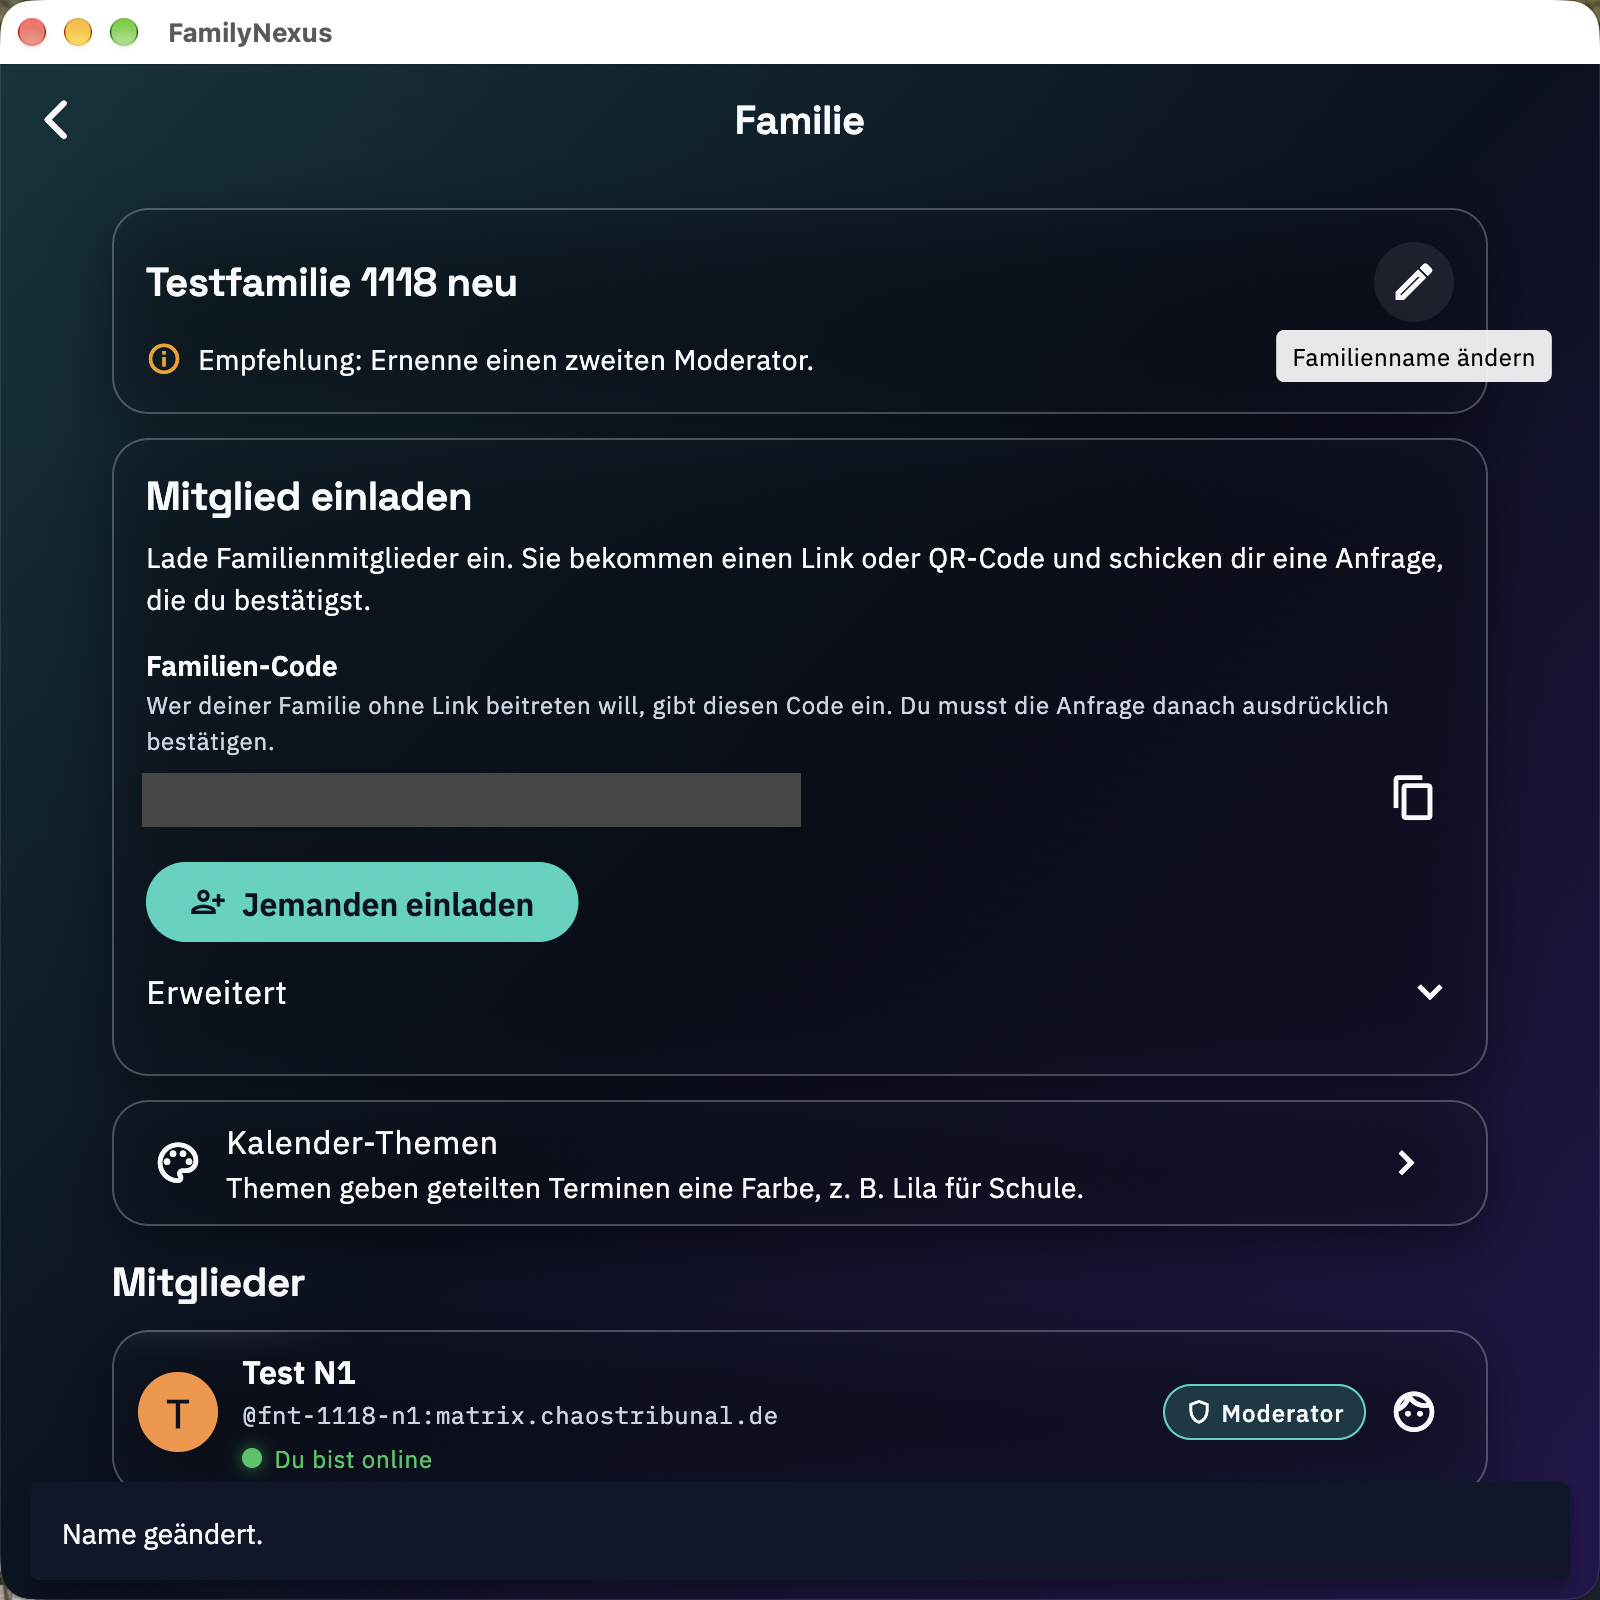 FamilyNexus
Familie
Testfamilie 1118 neu
Empfehlung: Ernenne einen zweiten Moderator.
Familienname ändern
Mitglied einladen
Lade Familienmitglieder ein. Sie bekommen einen Link oder QR-Code und schicken dir eine Anfrage,
die du bestätigst.
Familien-Code
Wer deiner Familie ohne Link beitreten will, gibt diesen Code ein. Du musst die Anfrage danach ausdrücklich
bestätigen.
Jemanden einladen
Erweitert
Kalender-Themen
Themen geben geteilten Terminen eine Farbe, z. B. Lila für Schule.
Mitglieder
T
Test N1
@fnt-1118-n1:matrix.chaostribunal.de
Du bist online
Moderator
Name geändert.